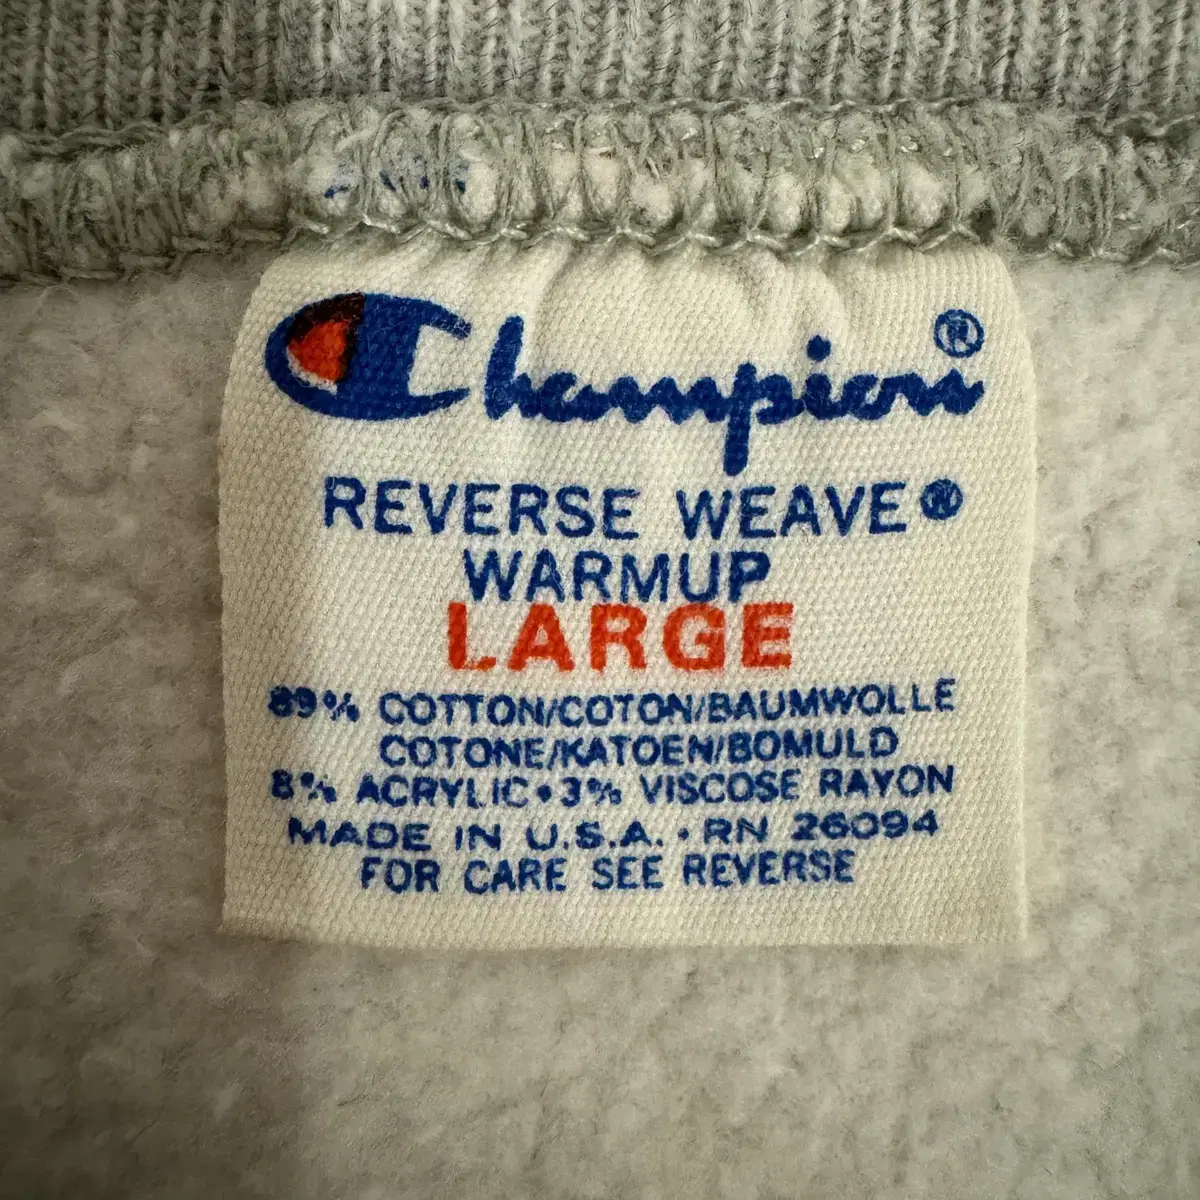 Champion®
REVERSE WEAVE®
WARMUP
LARGE
89% COTTON/COTON/BAUMWOLLE
COTONE/KATOEN/BOMULD
8% ACRYLIC • 3% VISCOSE RAYON
MADE IN U.S.A. • RN 26094
FOR CARE SEE REVERSE